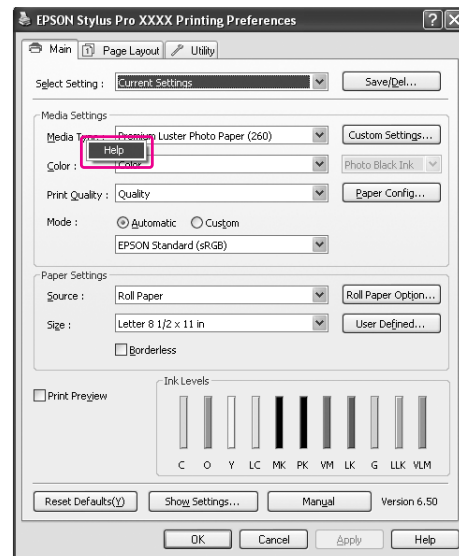 EPSON Stylus Pro XXXX Printing Preferences
Main Page Layout Utility
Select Setting : Current Settings Save/Del...
Media Settings
Media Type : Premium Luster Photo Paper (260) Custom Settings...
Help
Color : Color Photo Black Ink
Print Quality : Quality Paper Config...
Mode : Automatic Custom
EPSON Standard (sRGB)
Paper Settings
Source : Roll Paper Roll Paper Option...
Size : Letter 8 1/2 x 11 in User Defined...
Borderless
Print Preview
Ink Levels
C O Y LC MK PK VM LK G LLK VLM
Reset Defaults(Y) Show Settings... Manual Version 6.50
OK Cancel Apply Help